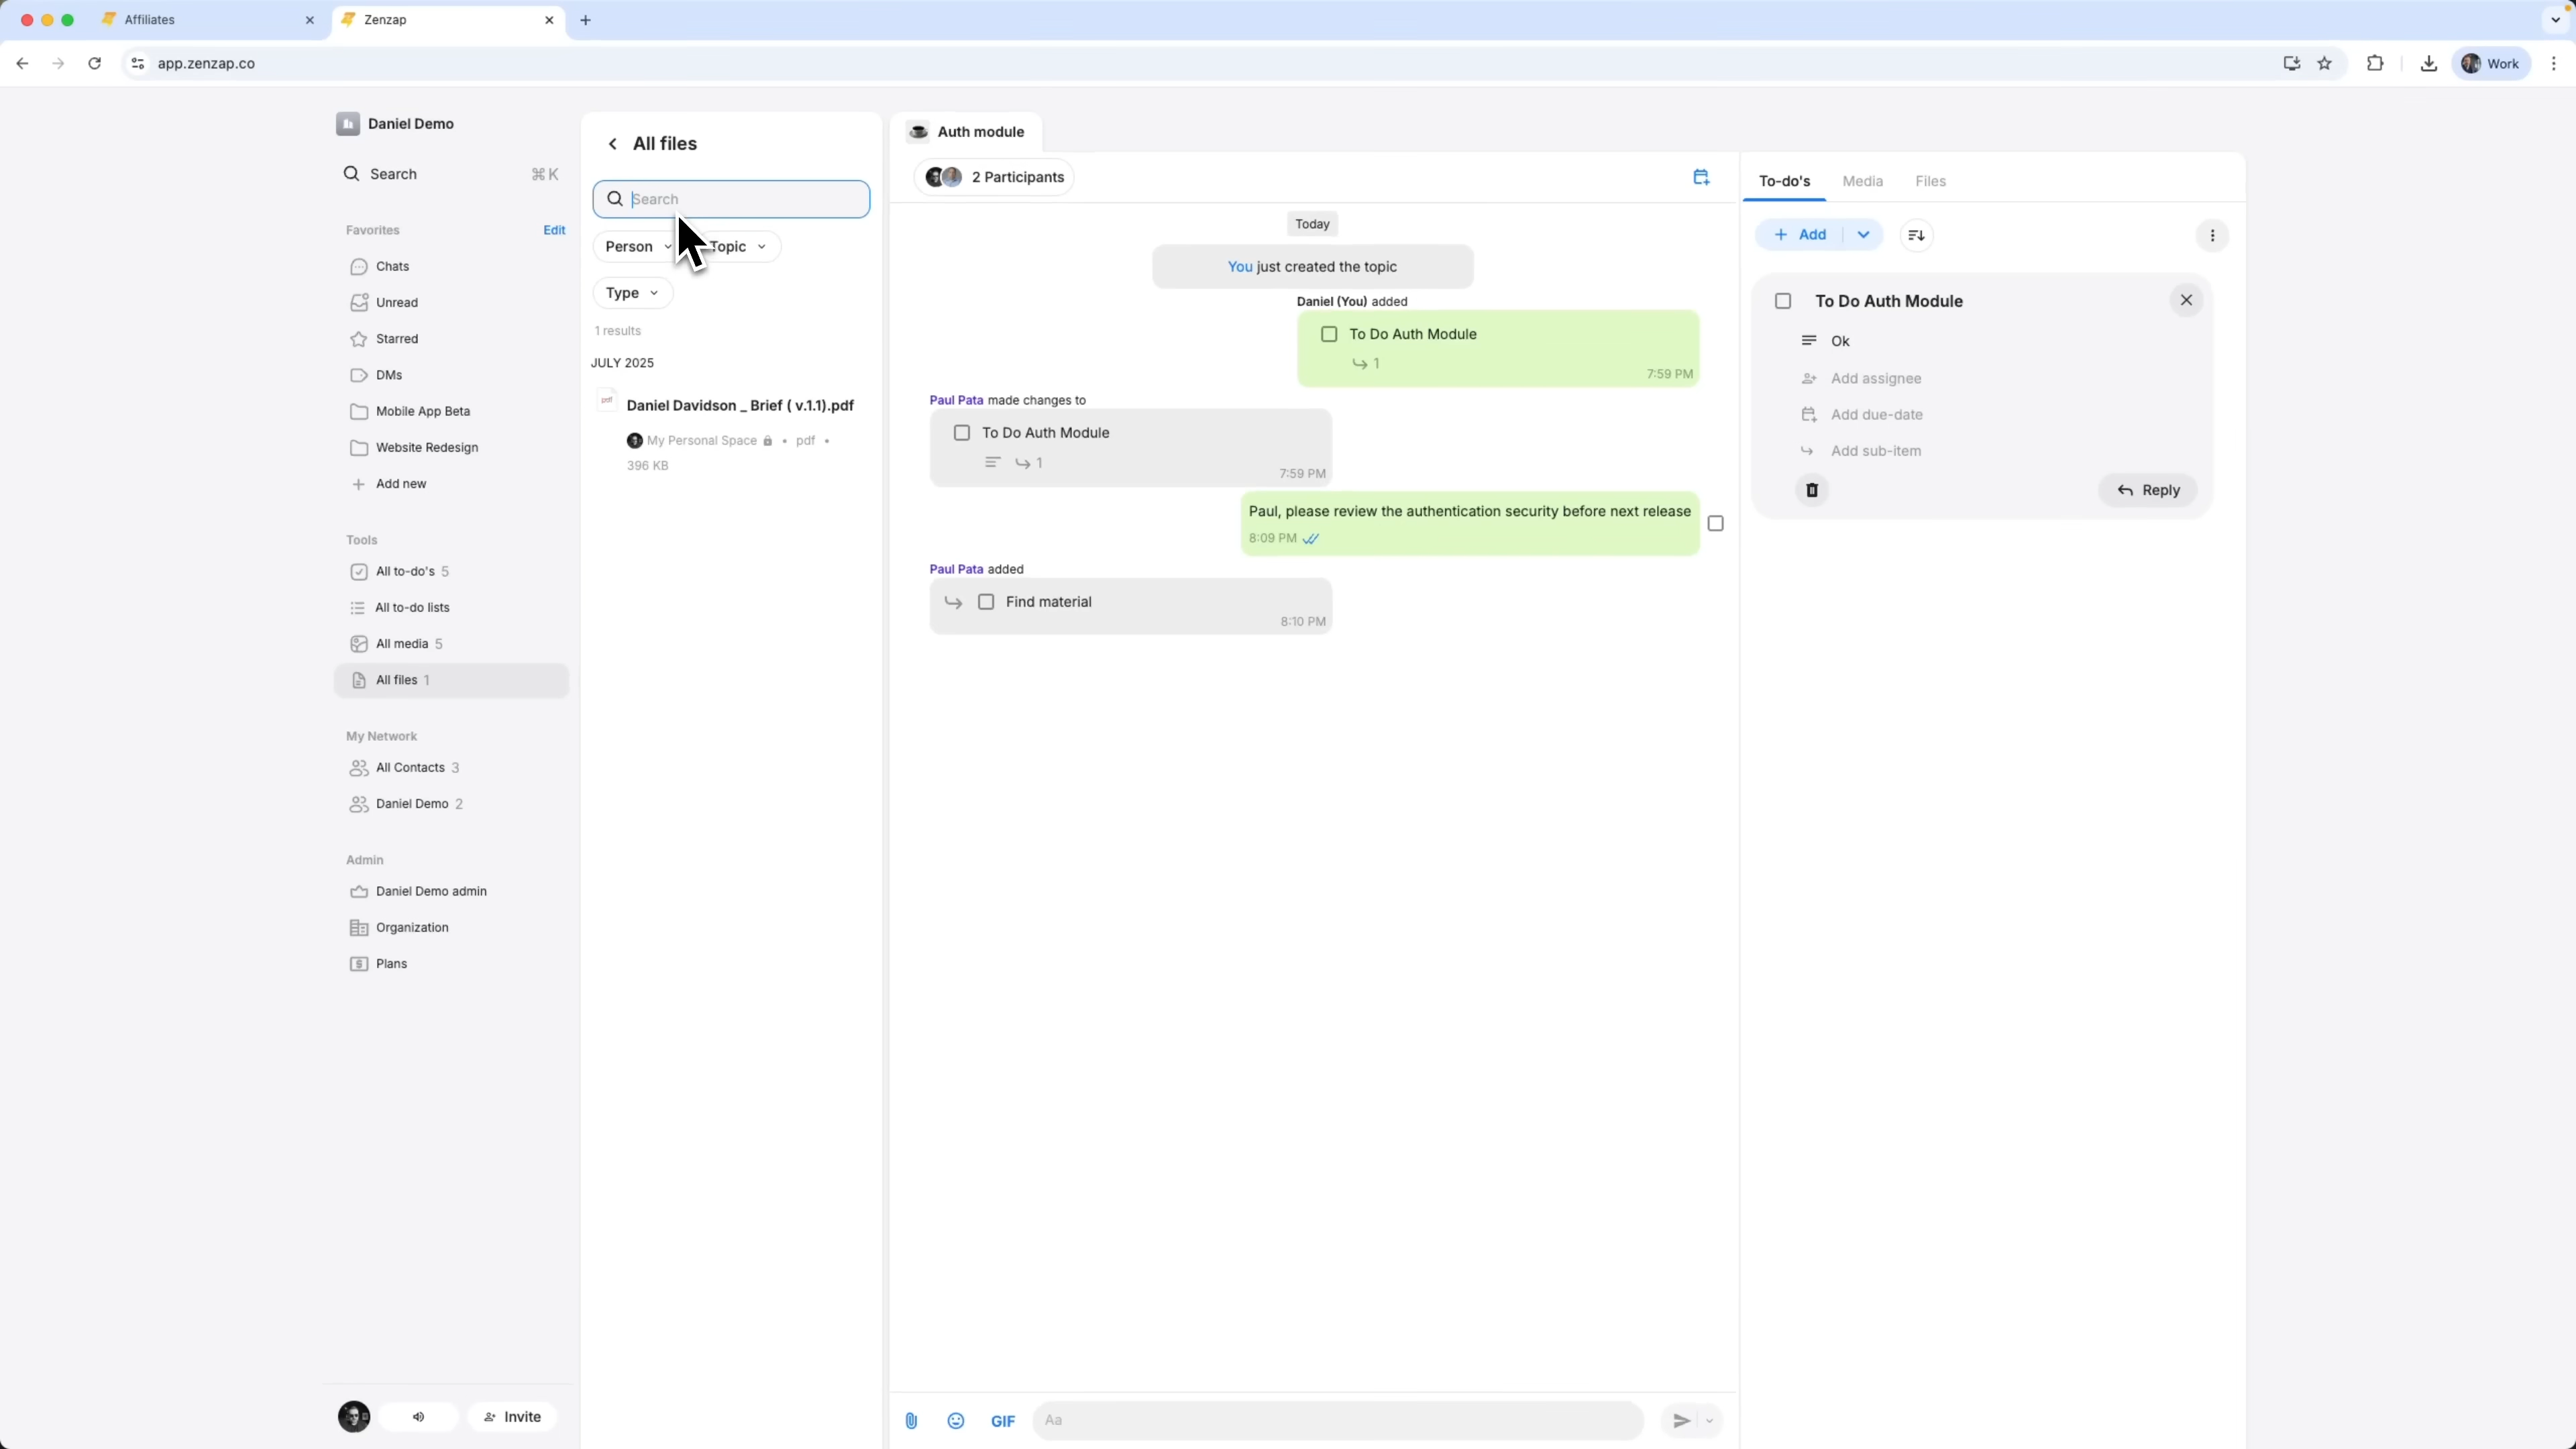 Affiliates
Zenzap
app.zenzap.co
Work
Daniel Demo
Search
⌘ K
Favorites
Edit
Chats
Unread
Starred
DMs
Mobile App Beta
Website Redesign
Add new
Tools
All to-do's 5
All to-do lists
All media 5
All files 1
My Network
All Contacts 3
Daniel Demo 2
Admin
Daniel Demo admin
Organization
Plans
Invite
All files
Search
Person
Topic
Type
1 results
JULY 2025
pdf
Daniel Davidson _ Brief ( v.1.1).pdf
My Personal Space • pdf •
396 KB
Auth module
2 Participants
Today
You just created the topic
Daniel (You) added
To Do Auth Module
1
7:59 PM
Paul Pata made changes to
To Do Auth Module
1
7:59 PM
Paul, please review the authentication security before next release
8:09 PM
Paul Pata added
Find material
8:10 PM
GIF
Aa
To-do's
Media
Files
Add
To Do Auth Module
Ok
Add assignee
Add due-date
Add sub-item
Reply